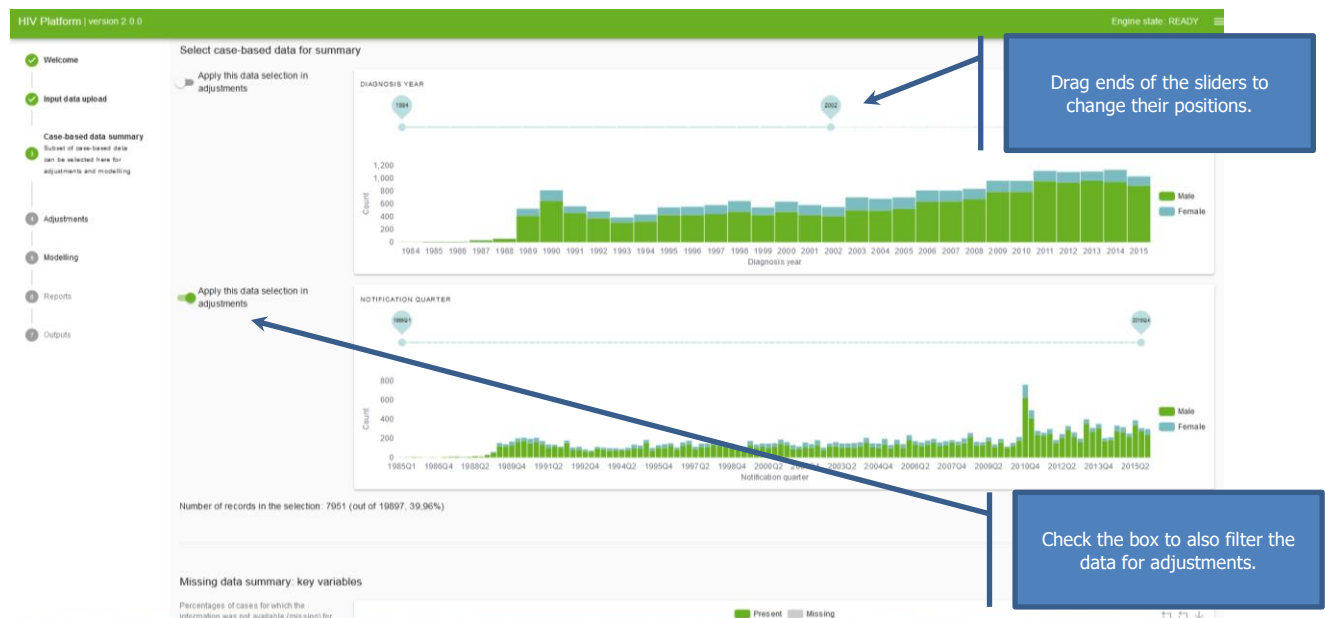 HIV Platform | version 2.0.0
Engine state: READY
Welcome
Input data upload
Case-based data summary
Subset of case-based data
can be selected here for
adjustments and modelling
4 Adjustments
Modelling
Reports
7 Outputs
Select case-based data for summary
Apply this data selection in
adjustments
DIAGNOSIS YEAR
1984
2002
1,200
1,000
800
600
400
200
0
Count
1984 1985 1986 1987 1988 1989 1990 1991 1992 1993 1994 1995 1996 1997 1998 1999 2000 2001 2002 2003 2004 2005 2006 2007 2008 2009 2010 2011 2012 2013 2014 2015
Diagnosis year
Male
Female
Drag ends of the sliders to
change their positions.
Apply this data selection in
adjustments
NOTIFICATION QUARTER
800
600
400
200
0
Count
1985Q1 1986Q4 1988Q2 1989Q4 1991Q2 1992Q4 1994Q2 1995Q4 1997Q2 1998Q4 2000Q2 2003Q2 2004Q4 2006Q2 2007Q4 2009Q2 2010Q4 2012Q2 2013Q4 2015Q2
Notification quarter
Male
Female
Number of records in the selection: 7951 (out of 19897, 39,96%)
Check the box to also filter the
data for adjustments.
Missing data summary: key variables
Percentages of cases for which the
information was not available (missing) for
Present
Missing